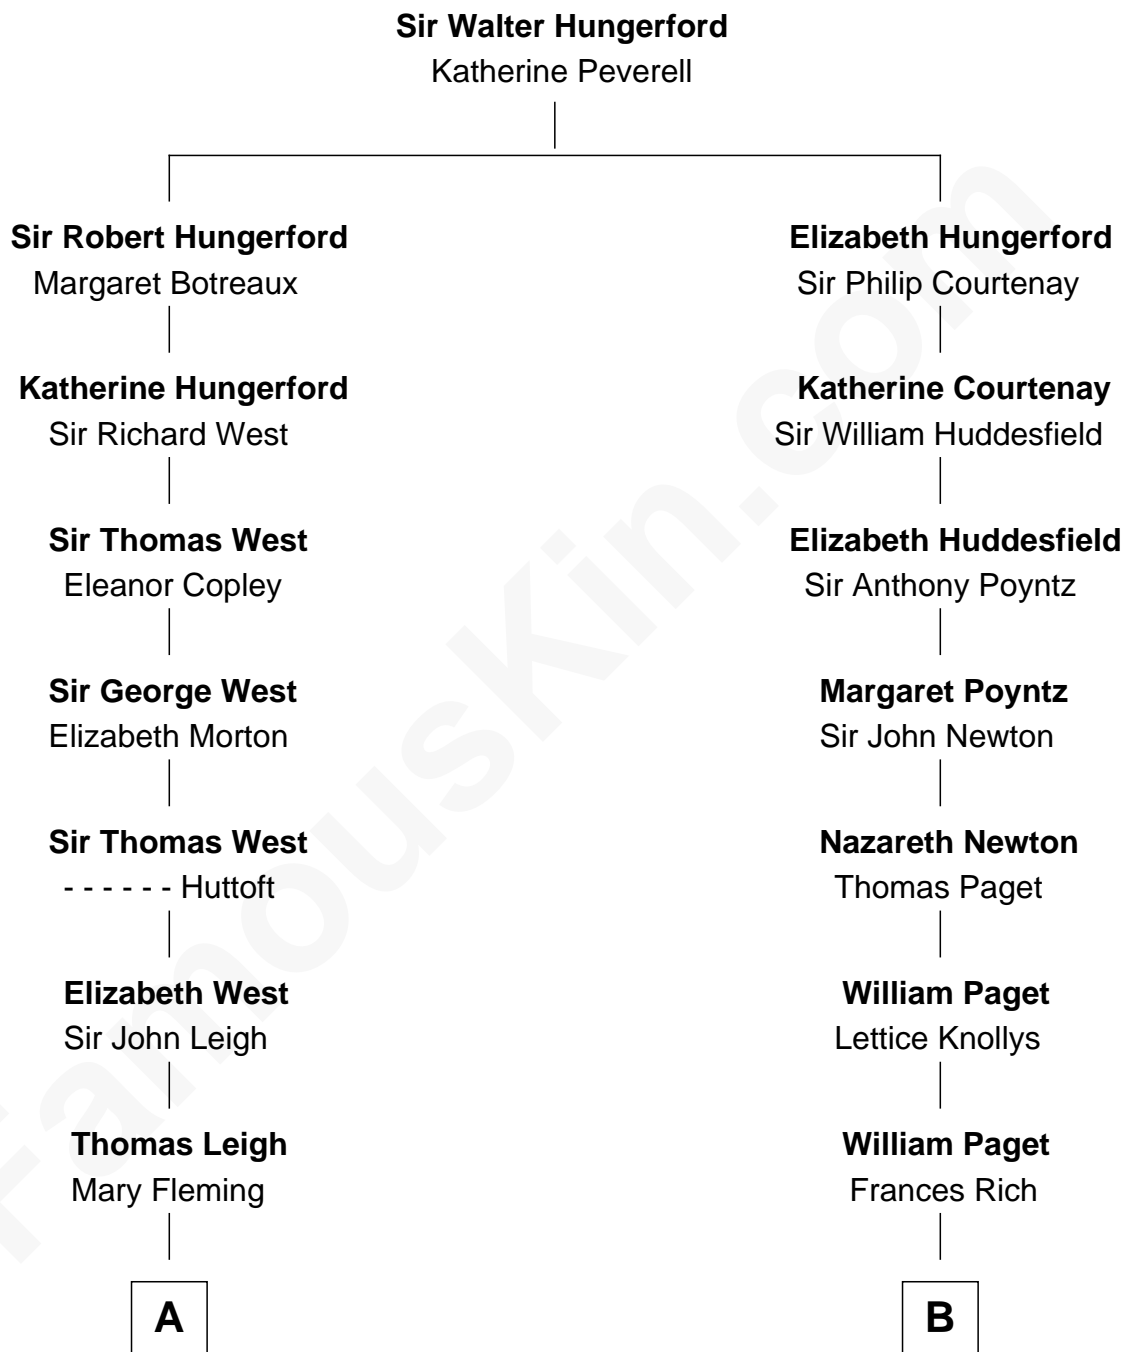 Sir Walter Hungerford
Katherine Peverell
Sir Robert Hungerford
Margaret Botreaux
Elizabeth Hungerford
Sir Philip Courtenay
Katherine Hungerford
Sir Richard West
Katherine Courtenay
Sir William Huddesfield
Sir Thomas West
Eleanor Copley
Elizabeth Huddesfield
Sir Anthony Poyntz
Sir George West
Elizabeth Morton
Margaret Poyntz
Sir John Newton
Sir Thomas West
- - - - - - Huttoft
Nazareth Newton
Thomas Paget
Elizabeth West
Sir John Leigh
William Paget
Lettice Knollys
Thomas Leigh
Mary Fleming
William Paget
Frances Rich
A
B
FamousKin.com